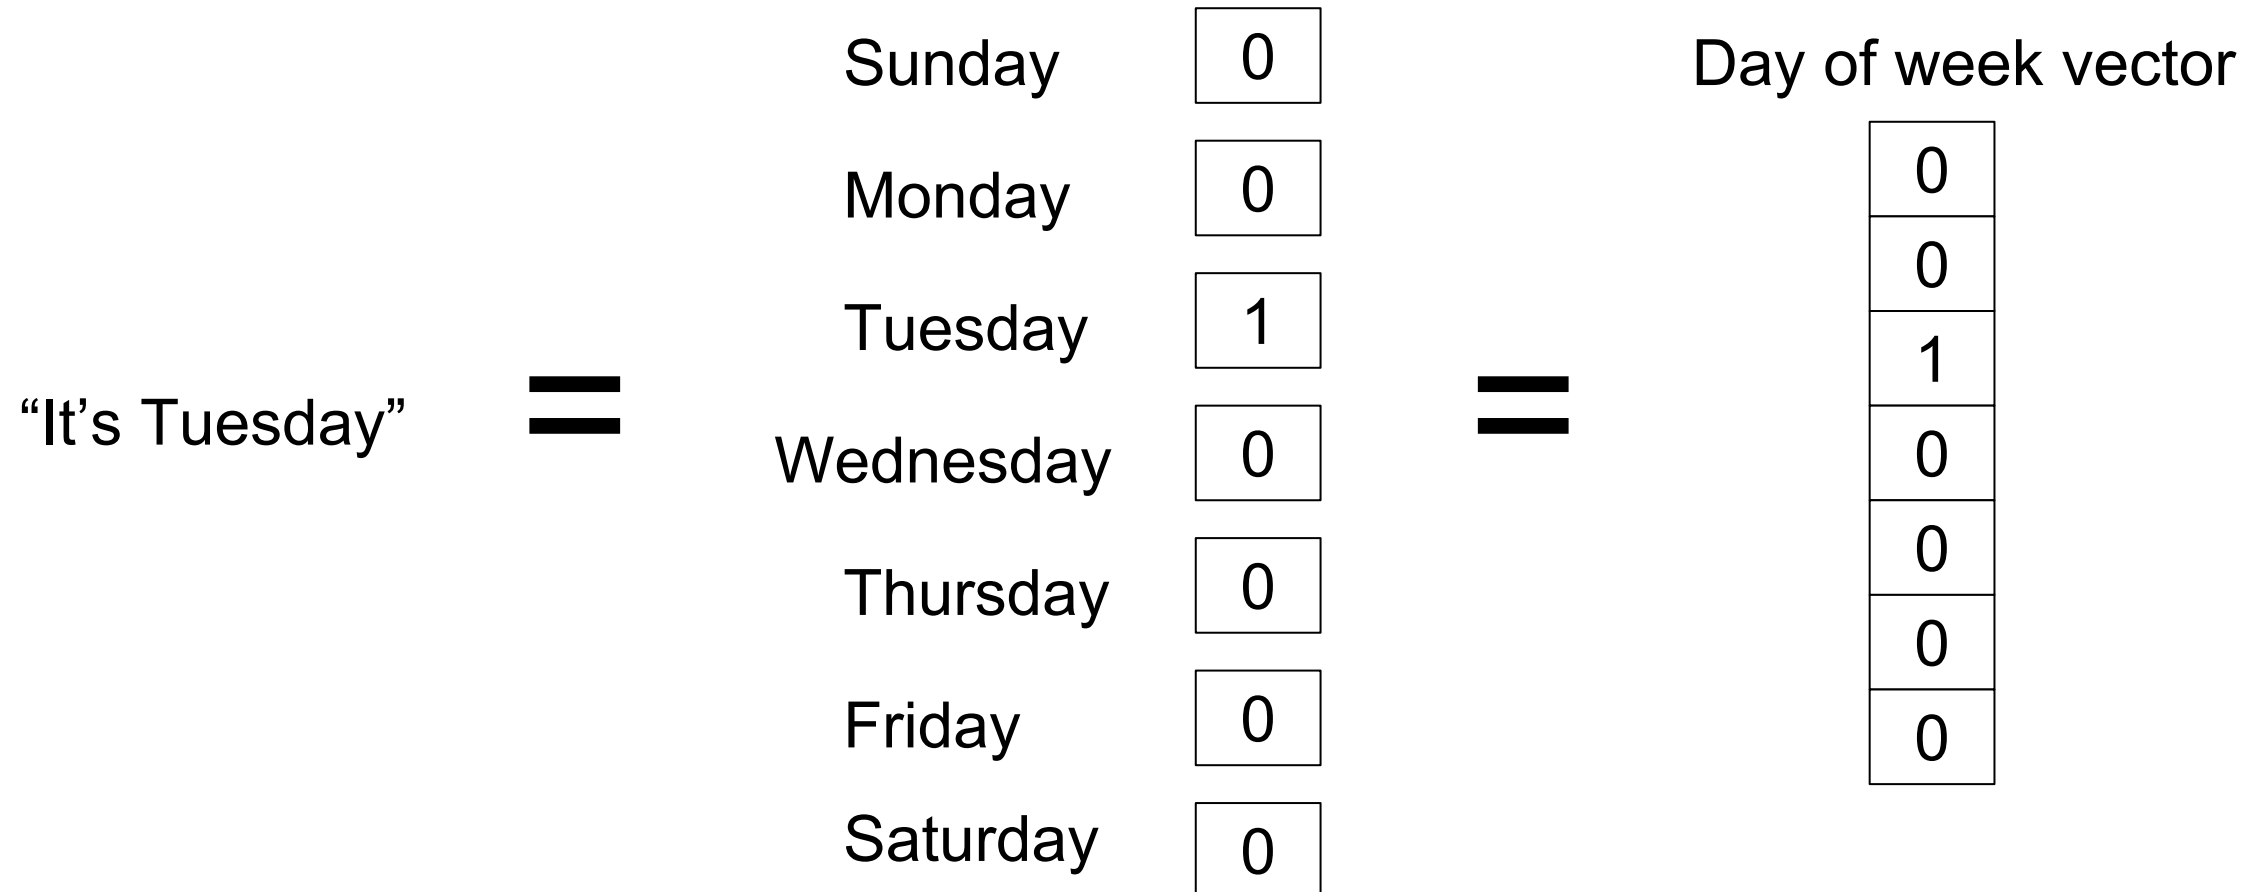 “It’s Tuesday”
=
Sunday 0
Monday 0
Tuesday 1
Wednesday 0
Thursday 0
Friday 0
Saturday 0
=
Day of week vector
0
0
1
0
0
0
0